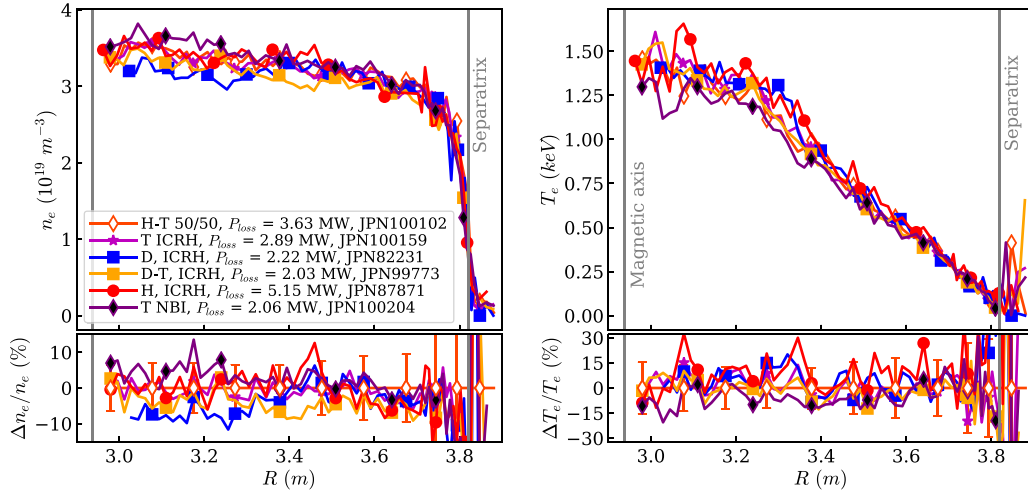 4
3
2
1
0
n_e (10^19 m^−3)
Separatrix
H-T 50/50, P_loss = 3.63 MW, JPN100102
T ICRH, P_loss = 2.89 MW, JPN100159
D, ICRH, P_loss = 2.22 MW, JPN82231
D-T, ICRH, P_loss = 2.03 MW, JPN99773
H, ICRH, P_loss = 5.15 MW, JPN87871
T NBI, P_loss = 2.06 MW, JPN100204
10
0
−10
Δn_e/n_e (%)
3.0 3.2 3.4 3.6 3.8
R (m)
1.50
1.25
1.00
0.75
0.50
0.25
0.00
T_e (keV)
Magnetic axis
Separatrix
30
15
0
−15
−30
ΔT_e/T_e (%)
3.0 3.2 3.4 3.6 3.8
R (m)